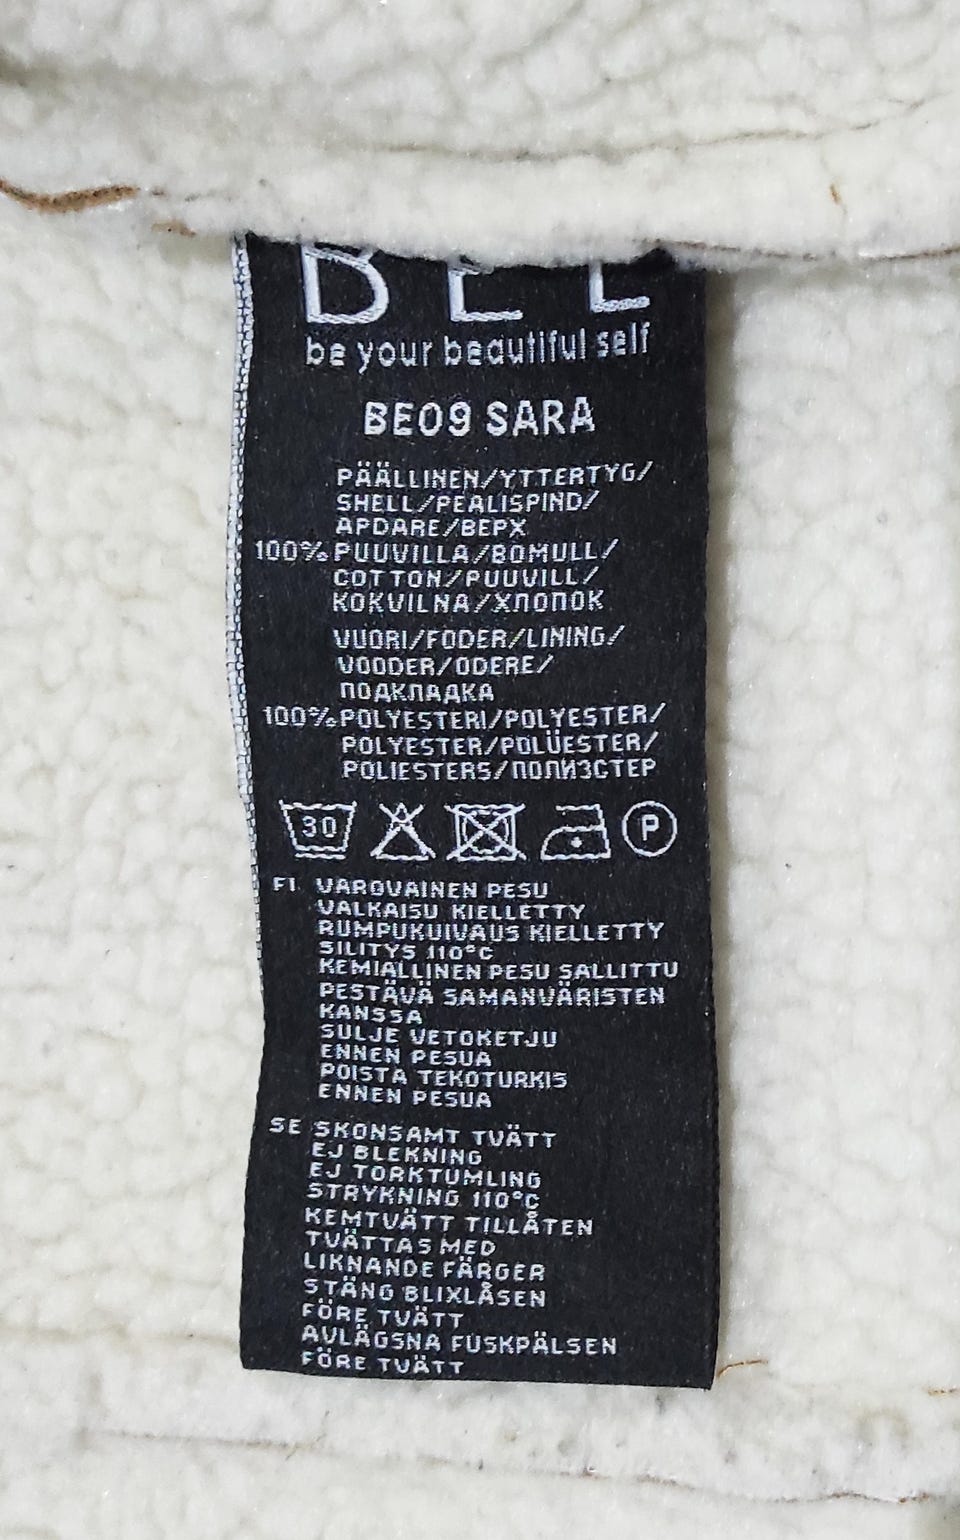 BEE
be your beautiful self
BE09 SARA
PÄÄLLINEN/YTTERTYG/
SHELL/PEALISPIND/
APDARE/ВЕРХ
100% PUUVILLA/BOMULL/
COTTON/PUUVILL/
KOKVILNA/ХЛОПОК
VUORI/FODER/LINING/
VOODER/ODERE/
ПОДКЛАДКА
100% POLYESTERI/POLYESTER/
POLYESTER/POLÜESTER/
POLIESTERS/ПОЛИЗСТЕР
30 P
FI VAROVAINEN PESU
VALKAISU KIELLETTY
RUMPUKUIVAUS KIELLETTY
SILITYS 110°C
KEMIALLINEN PESU SALLITTU
PESTÄVÄ SAMANVÄRISTEN
KANSSA
SULJE VETOKETJU
ENNEN PESUA
POISTA TEKOTURKIS
ENNEN PESUA
SE SKONSAMT TVÄTT
EJ BLEKNING
EJ TORKTUMLING
STRYKNING 110°C
KEMTVÄTT TILLÅTEN
TVÄTTAS MED
LIKNANDE FÄRGER
STÄNG BLIXLÅSEN
FÖRE TVÄTT
AVLÄGSNA FUSKPÄLSEN
FÖRE TVÄTT